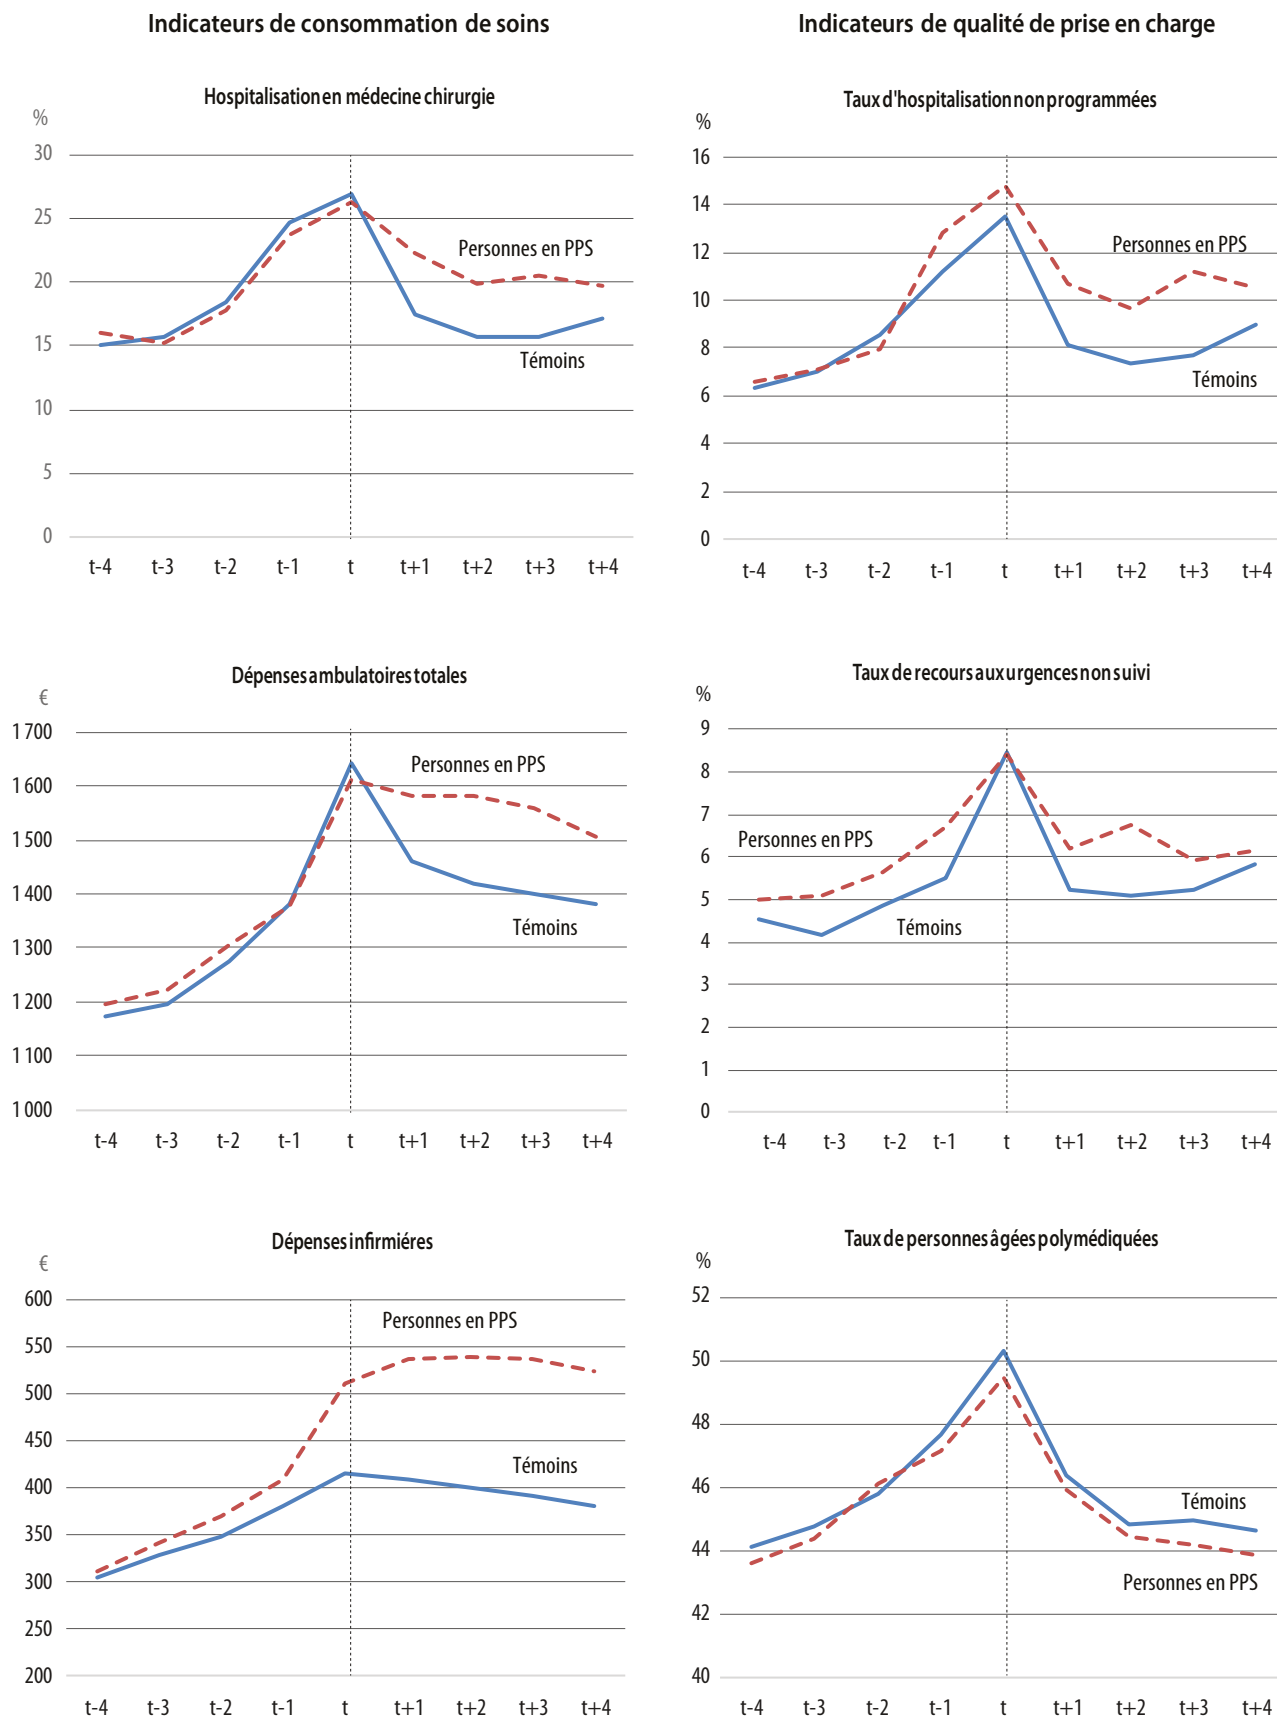 Indicateurs de consommation de soins
Indicateurs de qualité de prise en charge
Hospitalisation en médecine chirurgie
%
30
25
20
15
10
5
0
Personnes en PPS
Témoins
t-4 t-3 t-2 t-1 t t+1 t+2 t+3 t+4
Taux d'hospitalisation non programmées
%
16
14
12
10
8
6
4
2
0
Personnes en PPS
Témoins
t-4 t-3 t-2 t-1 t t+1 t+2 t+3 t+4
Dépenses ambulatoires totales
€
1 700
1 600
1 500
1 400
1 300
1 200
1 100
1 000
Personnes en PPS
Témoins
t-4 t-3 t-2 t-1 t t+1 t+2 t+3 t+4
Taux de recours aux urgences non suivi
%
9
8
7
6
5
4
3
2
1
0
Personnes en PPS
Témoins
t-4 t-3 t-2 t-1 t t+1 t+2 t+3 t+4
Dépenses infirmiéres
€
600
550
500
450
400
350
300
250
200
Personnes en PPS
Témoins
t-4 t-3 t-2 t-1 t t+1 t+2 t+3 t+4
Taux de personnes âgées polymédiquées
%
52
50
48
46
44
42
40
Témoins
Personnes en PPS
t-4 t-3 t-2 t-1 t t+1 t+2 t+3 t+4